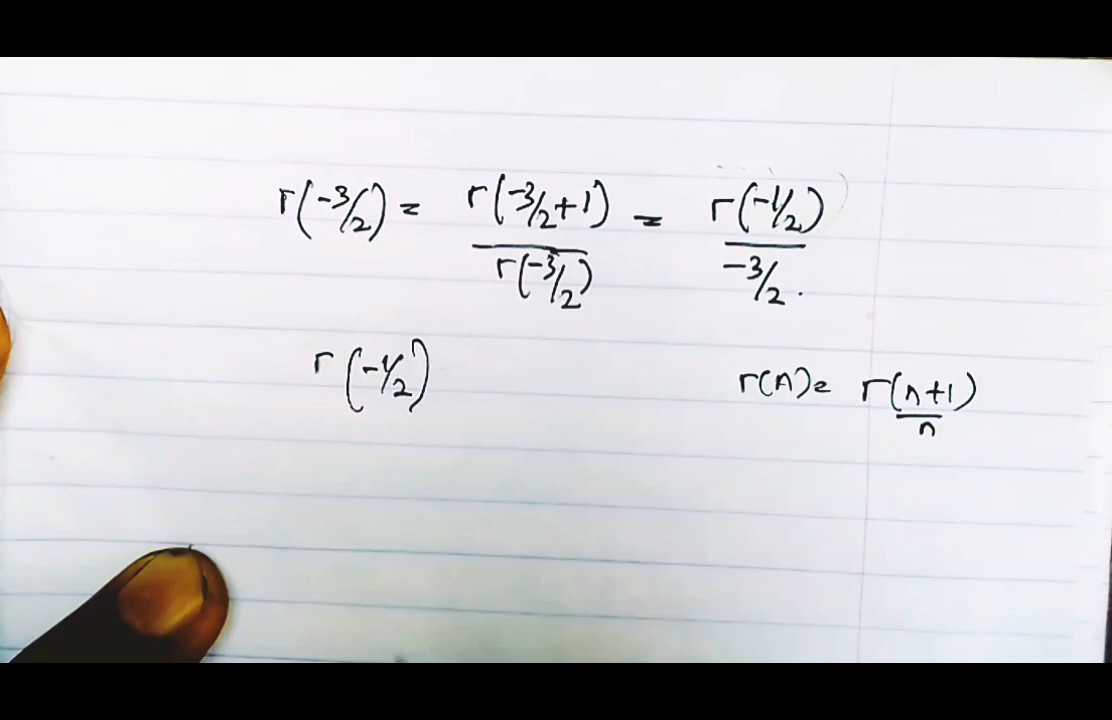 r(-3/2) = r(-3/2+1) / r(-3/2) = r(-1/2) / -3/2.
r(-1/2)
r(n) = r(n+1) / n